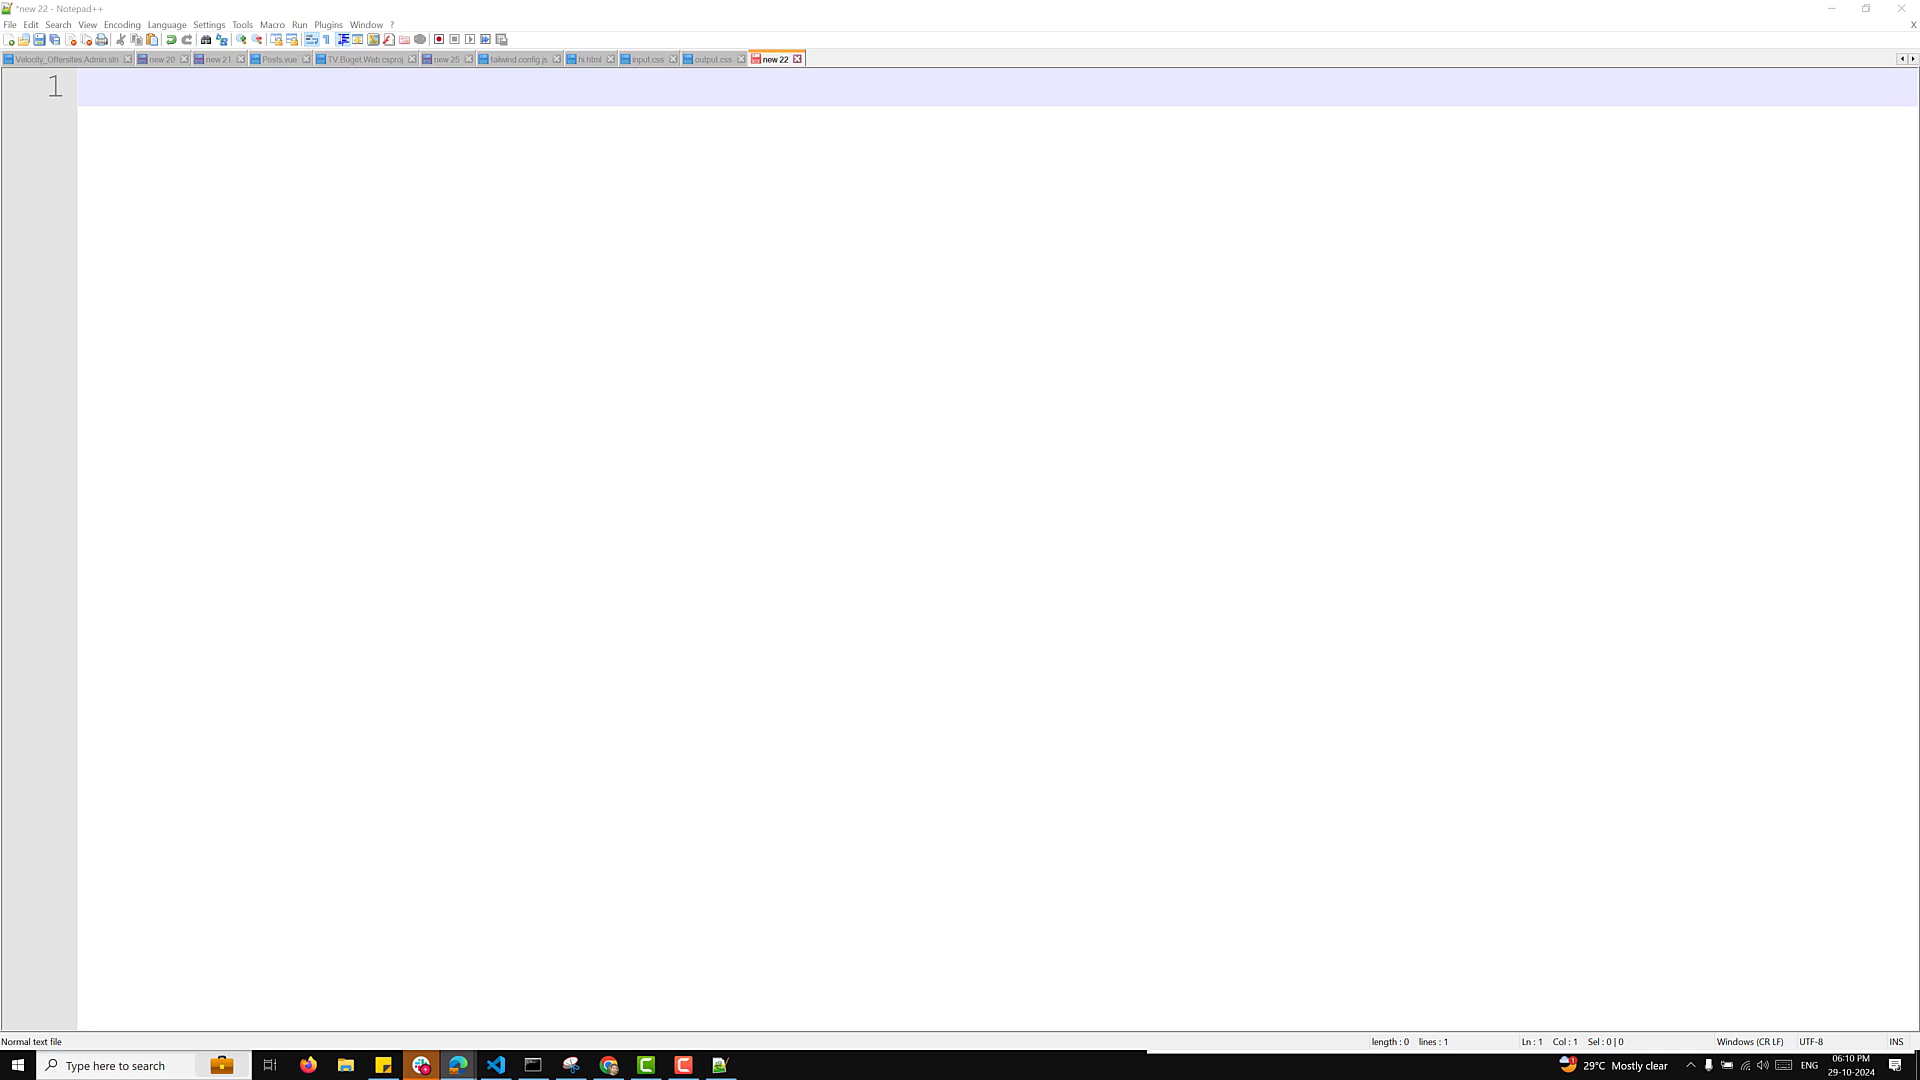 *new 22 - Notepad++
File Edit Search View Encoding Language Settings Tools Macro Run Plugins Window ?
X
Velocity_Offersites.Admin.sln new 20 new 21 Posts.vue TV.Buget.Web.csproj new 25 tailwind.config.js hi.html input.css output.css new 22
1
Normal text file length : 0 lines : 1 Ln : 1 Col : 1 Sel : 0 | 0 Windows (CR LF) UTF-8 INS
Type here to search 29°C Mostly clear ENG 06:10 PM
29-10-2024